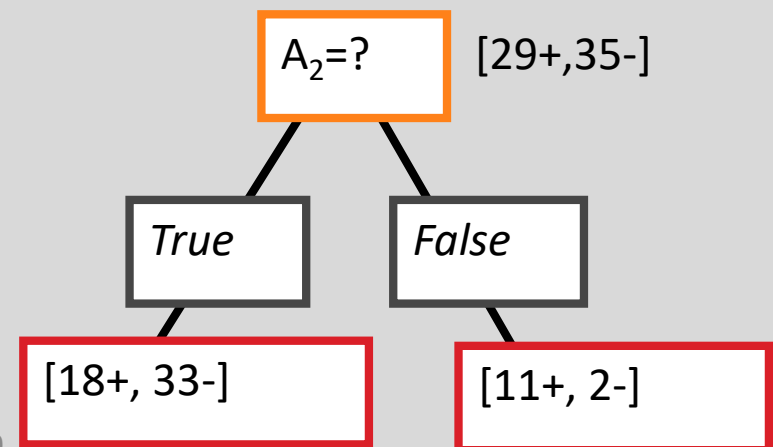 A₂=? [29+,35-]
True False
[18+, 33-] [11+, 2-]